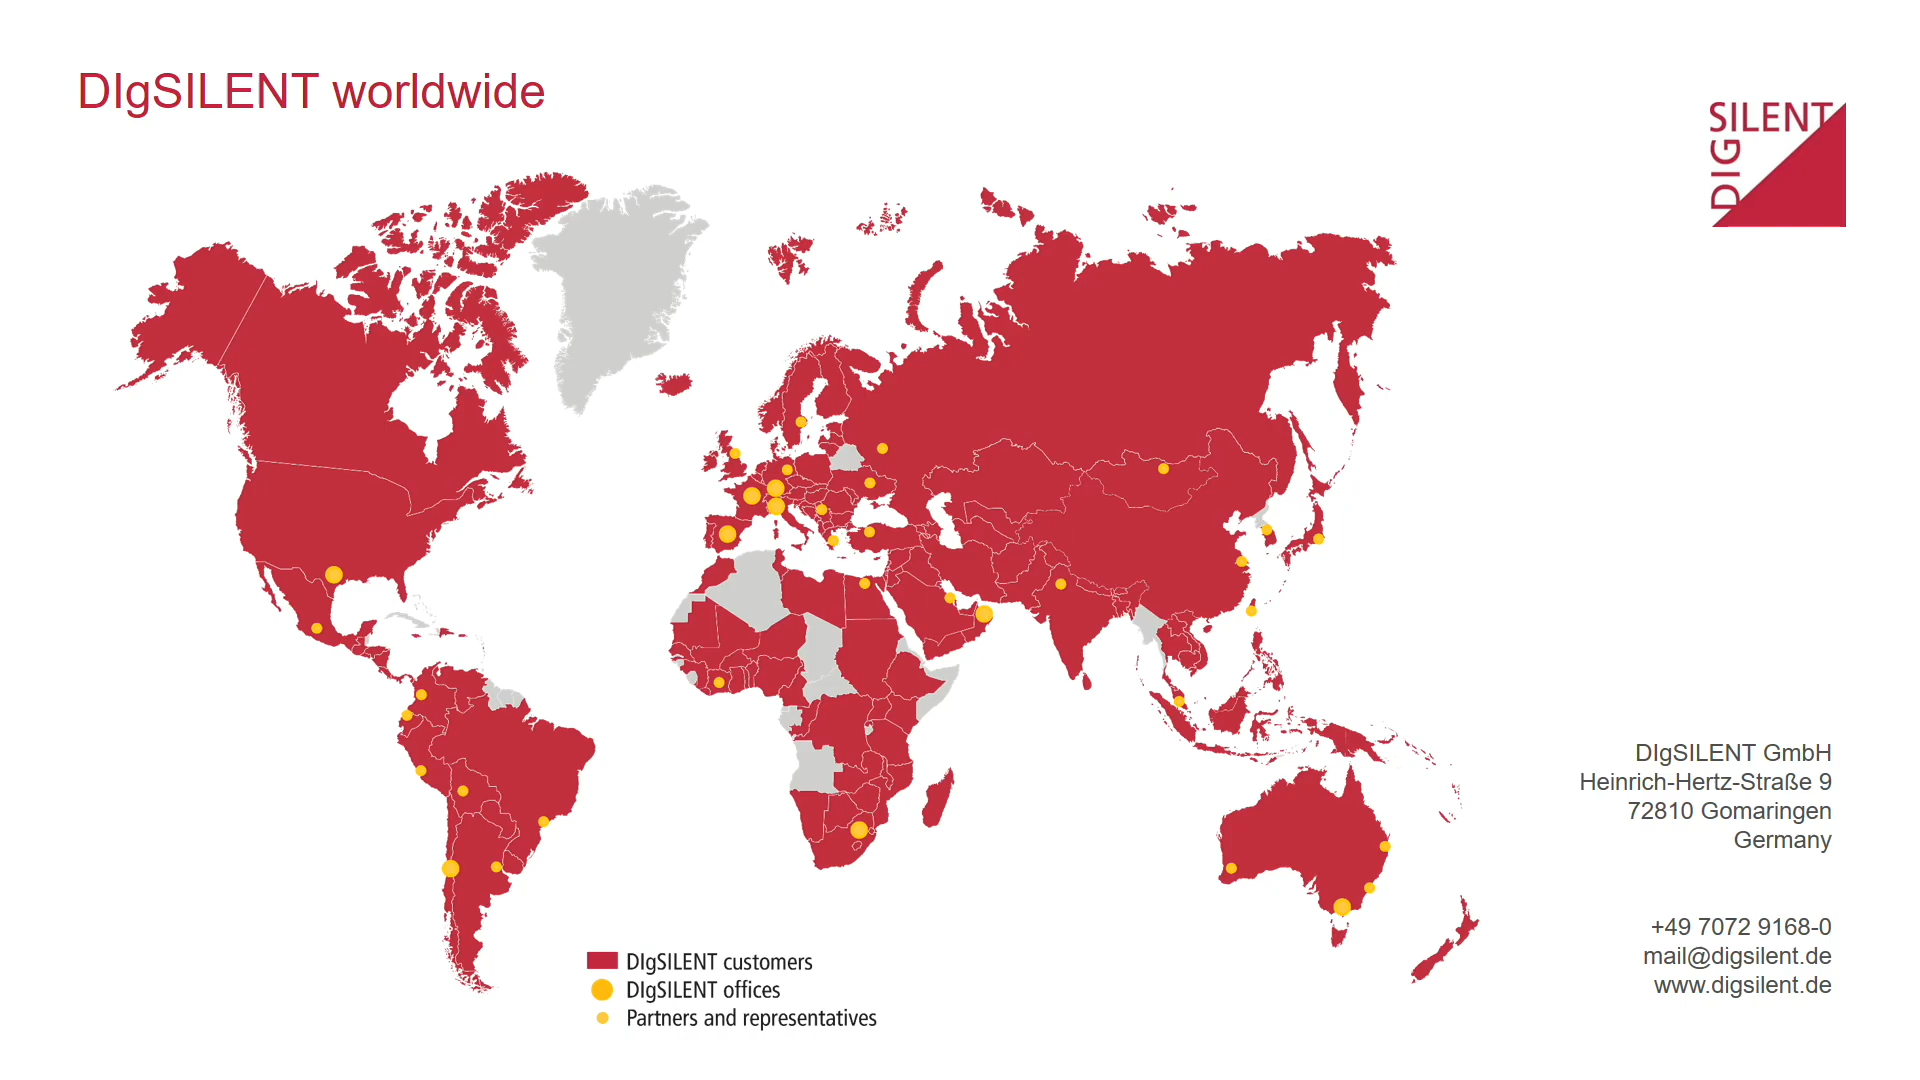 DIgSILENT worldwide
SILENT
DIG
DIgSILENT GmbH
Heinrich-Hertz-Straße 9
72810 Gomaringen
Germany
+49 7072 9168-0
mail@digsilent.de
www.digsilent.de
DIgSILENT customers
DIgSILENT offices
Partners and representatives